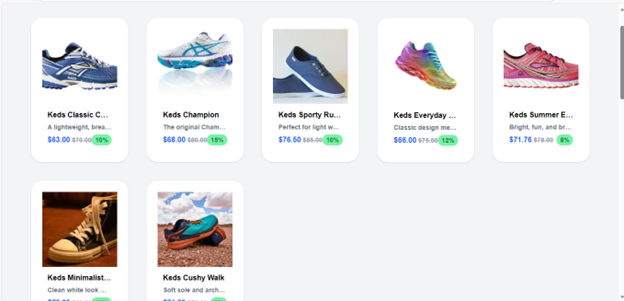 Keds Classic C...
A lightweight, brea...
$63.00 $70.00 10%
Keds Champion
The original Cham...
$68.00 $80.00 15%
Keds Sporty Ru...
Perfect for light w...
$76.50 $85.00 10%
Keds Everyday ...
Classic design me...
$66.00 $75.00 12%
Keds Summer E...
Bright, fun, and br...
$71.76 $78.00 8%
Keds Minimalist...
Clean white look ...
Keds Cushy Walk
Soft sole and arch...